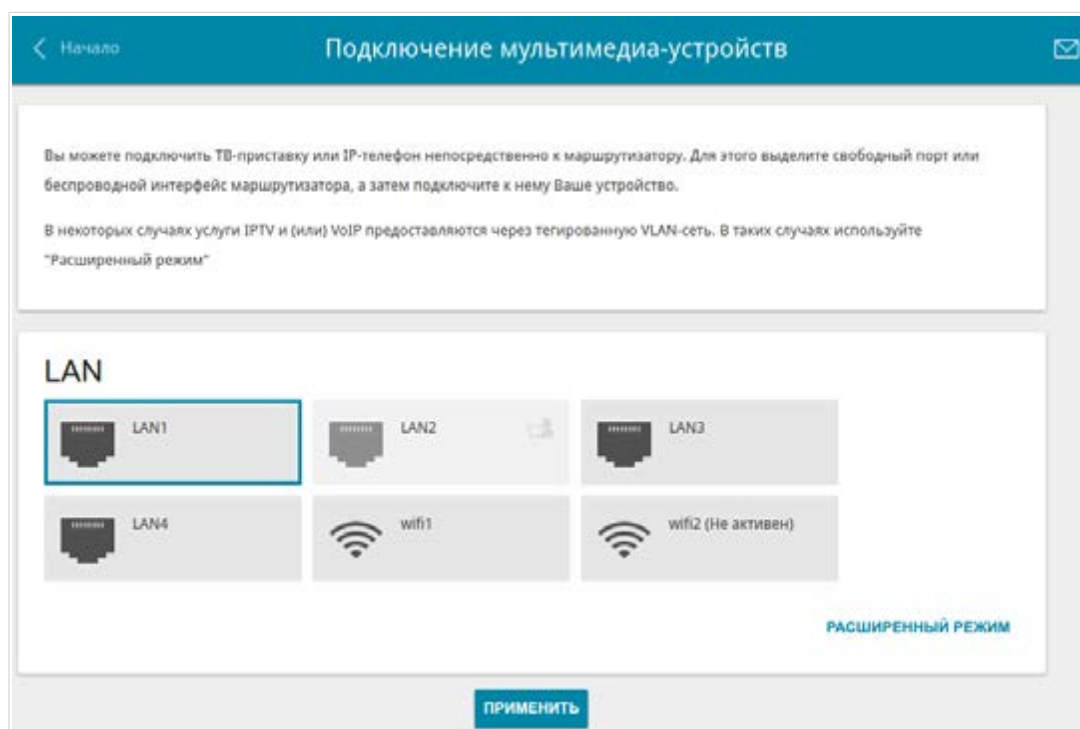 Начало
Подключение мультимедиа-устройств
Вы можете подключить ТВ-приставку или IP-телефон непосредственно к маршрутизатору. Для этого выделите свободный порт или
беспроводной интерфейс маршрутизатора, а затем подключите к нему Ваше устройство.
В некоторых случаях услуги IPTV и (или) VoIP предоставляются через тегированную VLAN-сеть. В таких случаях используйте
"Расширенный режим"
LAN
LAN1
LAN2
LAN3
LAN4
wifi1
wifi2 (Не активен)
РАСШИРЕННЫЙ РЕЖИМ
ПРИМЕНИТЬ